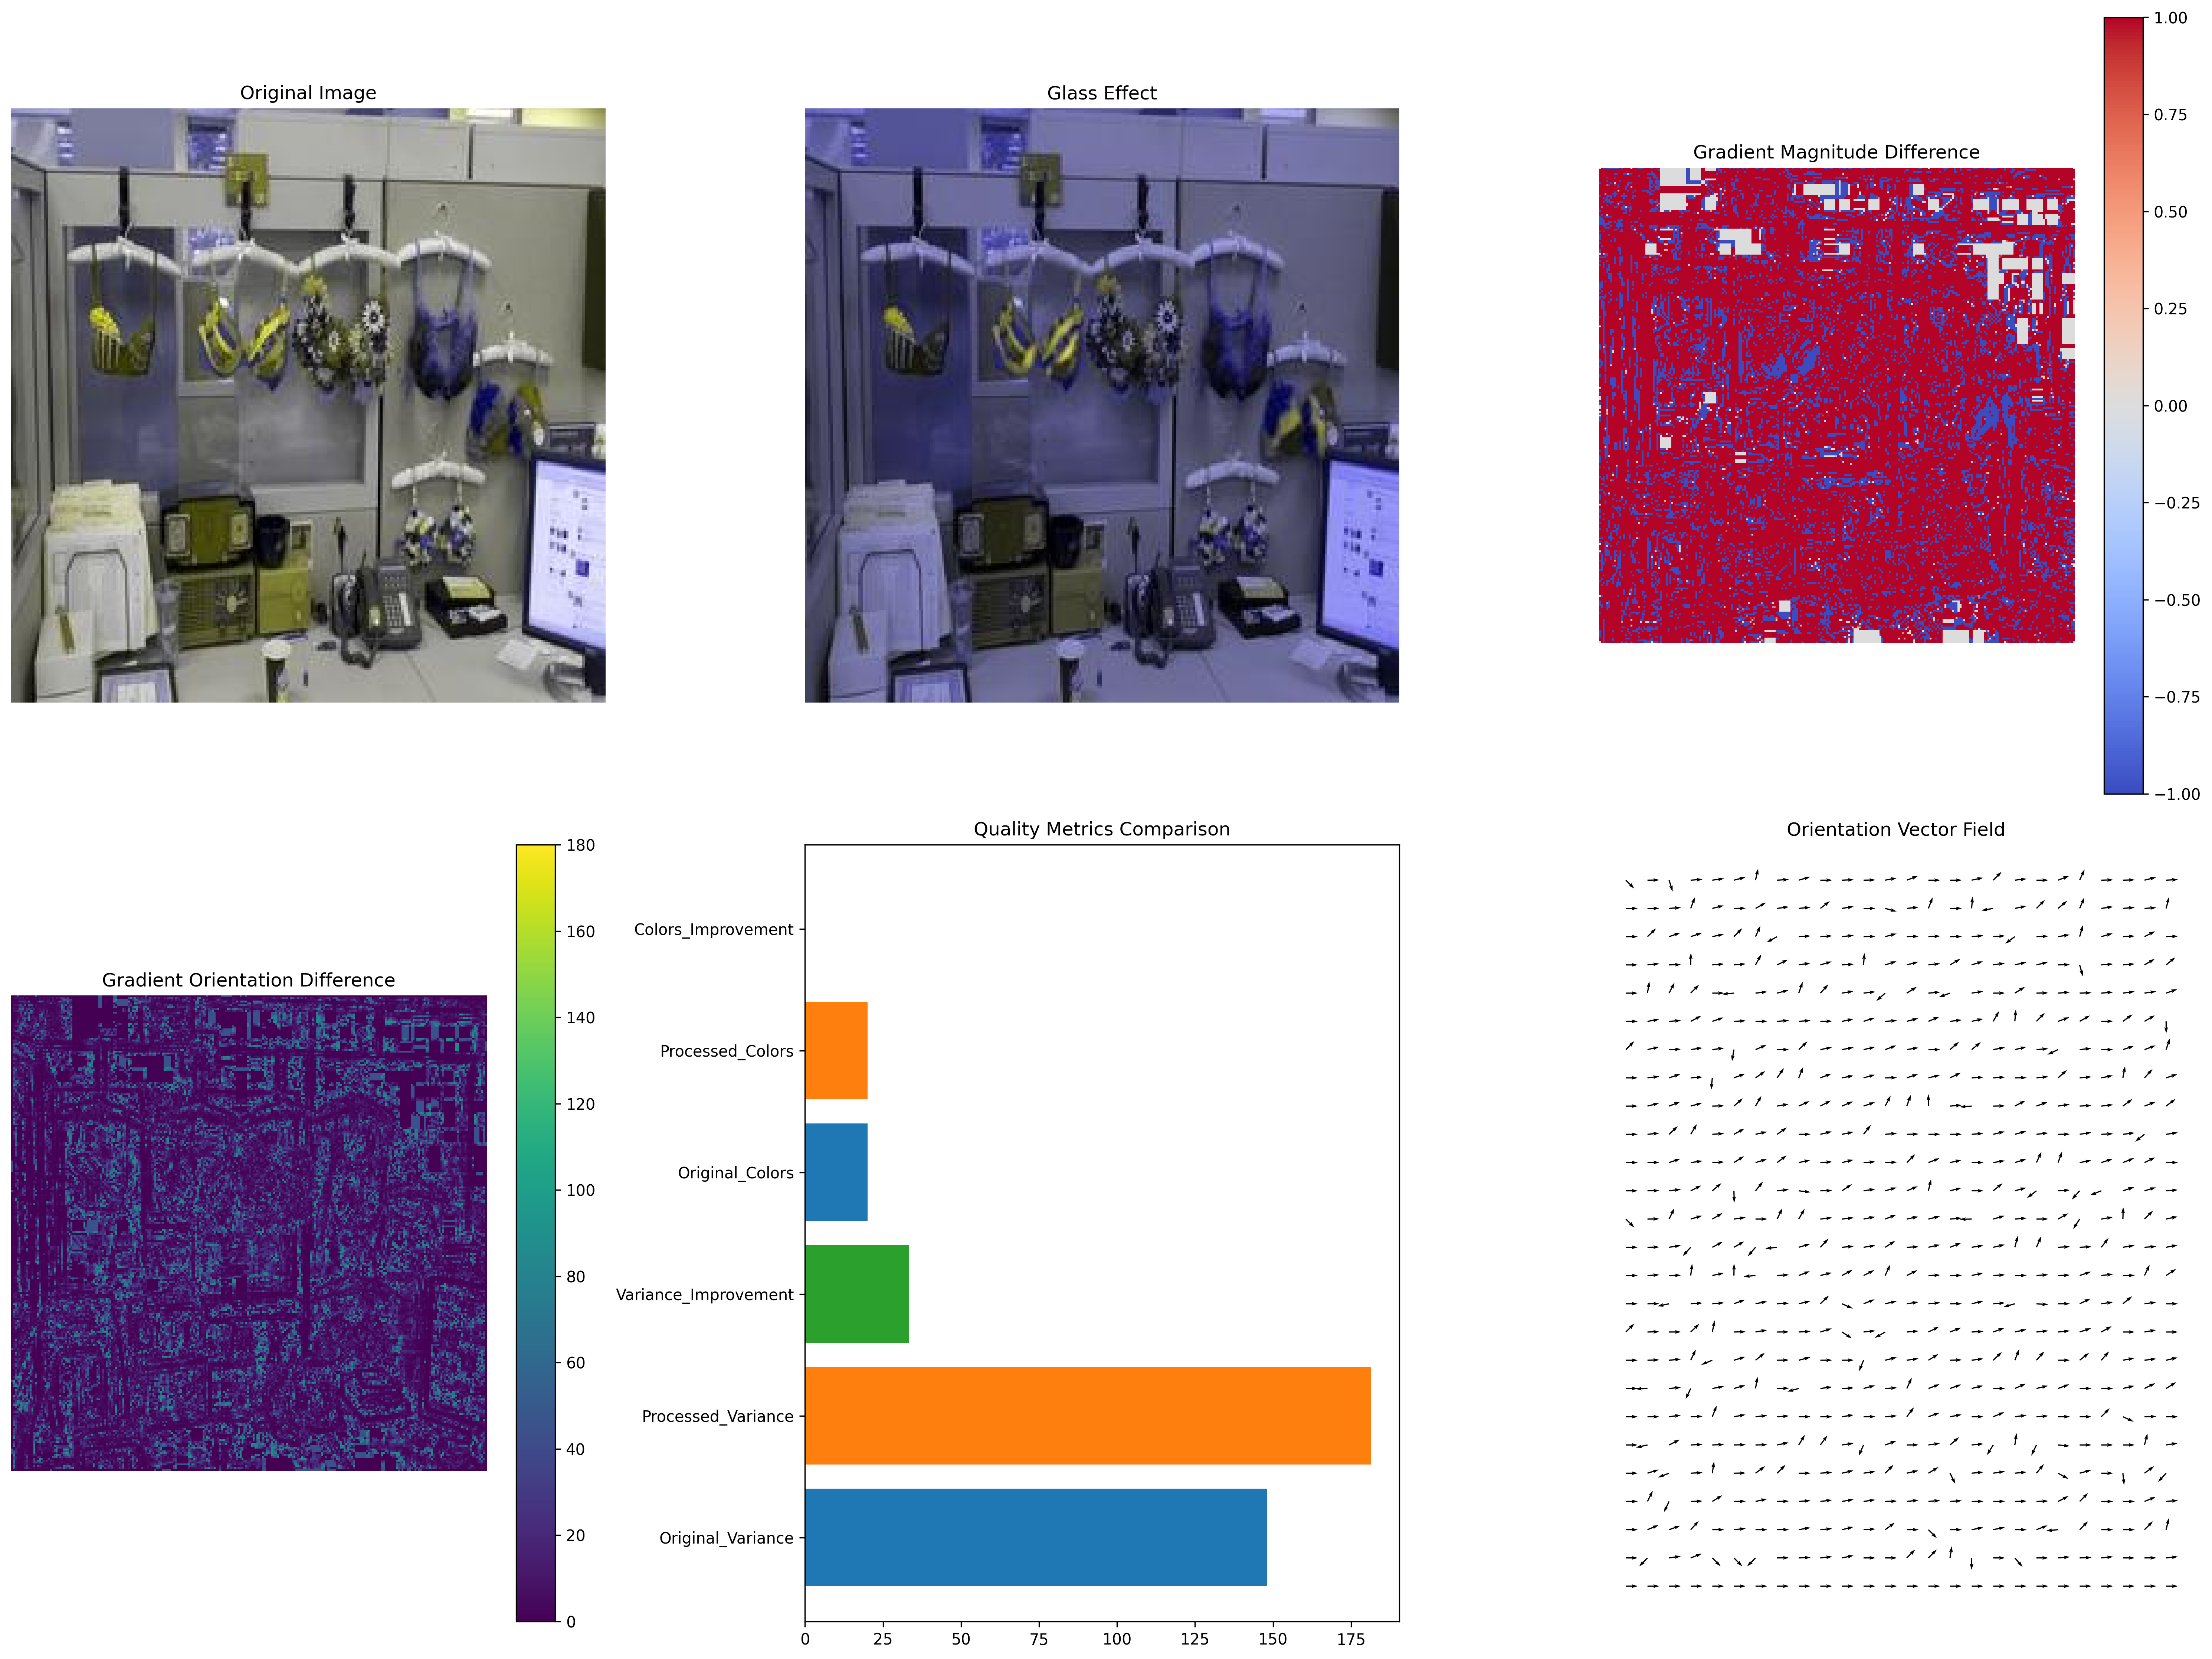 Original Image
Glass Effect
Gradient Magnitude Difference
1.00
0.75
0.50
0.25
0.00
−0.25
−0.50
−0.75
−1.00
Gradient Orientation Difference
180
160
140
120
100
80
60
40
20
0
Quality Metrics Comparison
Colors_Improvement
Processed_Colors
Original_Colors
Variance_Improvement
Processed_Variance
Original_Variance
0 25 50 75 100 125 150 175
Orientation Vector Field